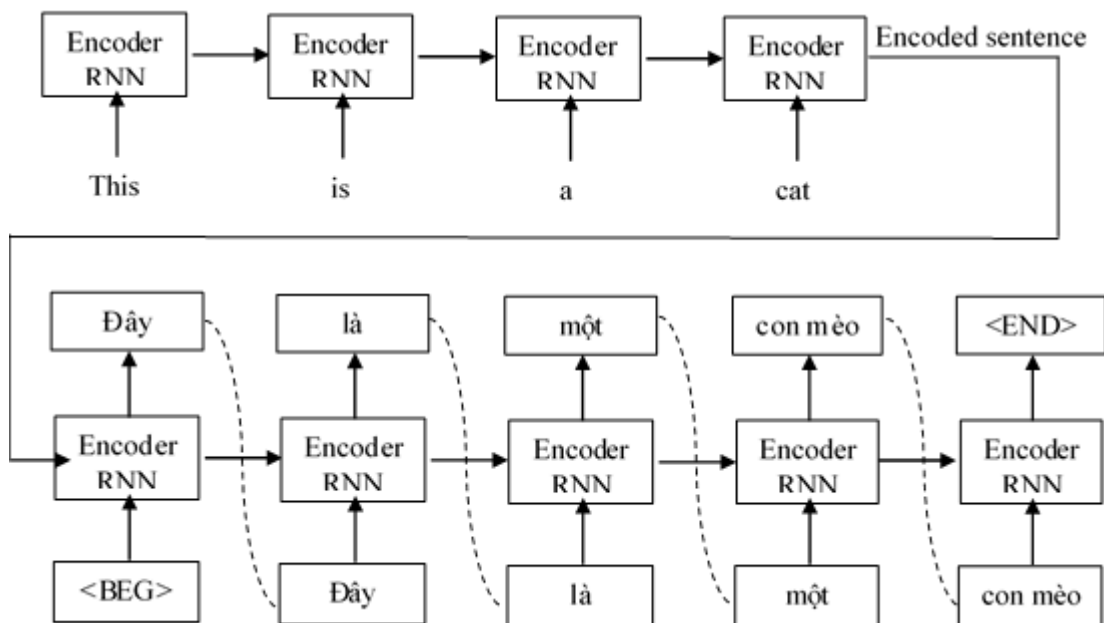 Encoder
RNN
Encoder
RNN
Encoder
RNN
Encoder
RNN
Encoded sentence
This
is
a
cat
Đây
là
một
con mèo
<END>
Encoder
RNN
Encoder
RNN
Encoder
RNN
Encoder
RNN
Encoder
RNN
<BEG>
Đây
là
một
con mèo